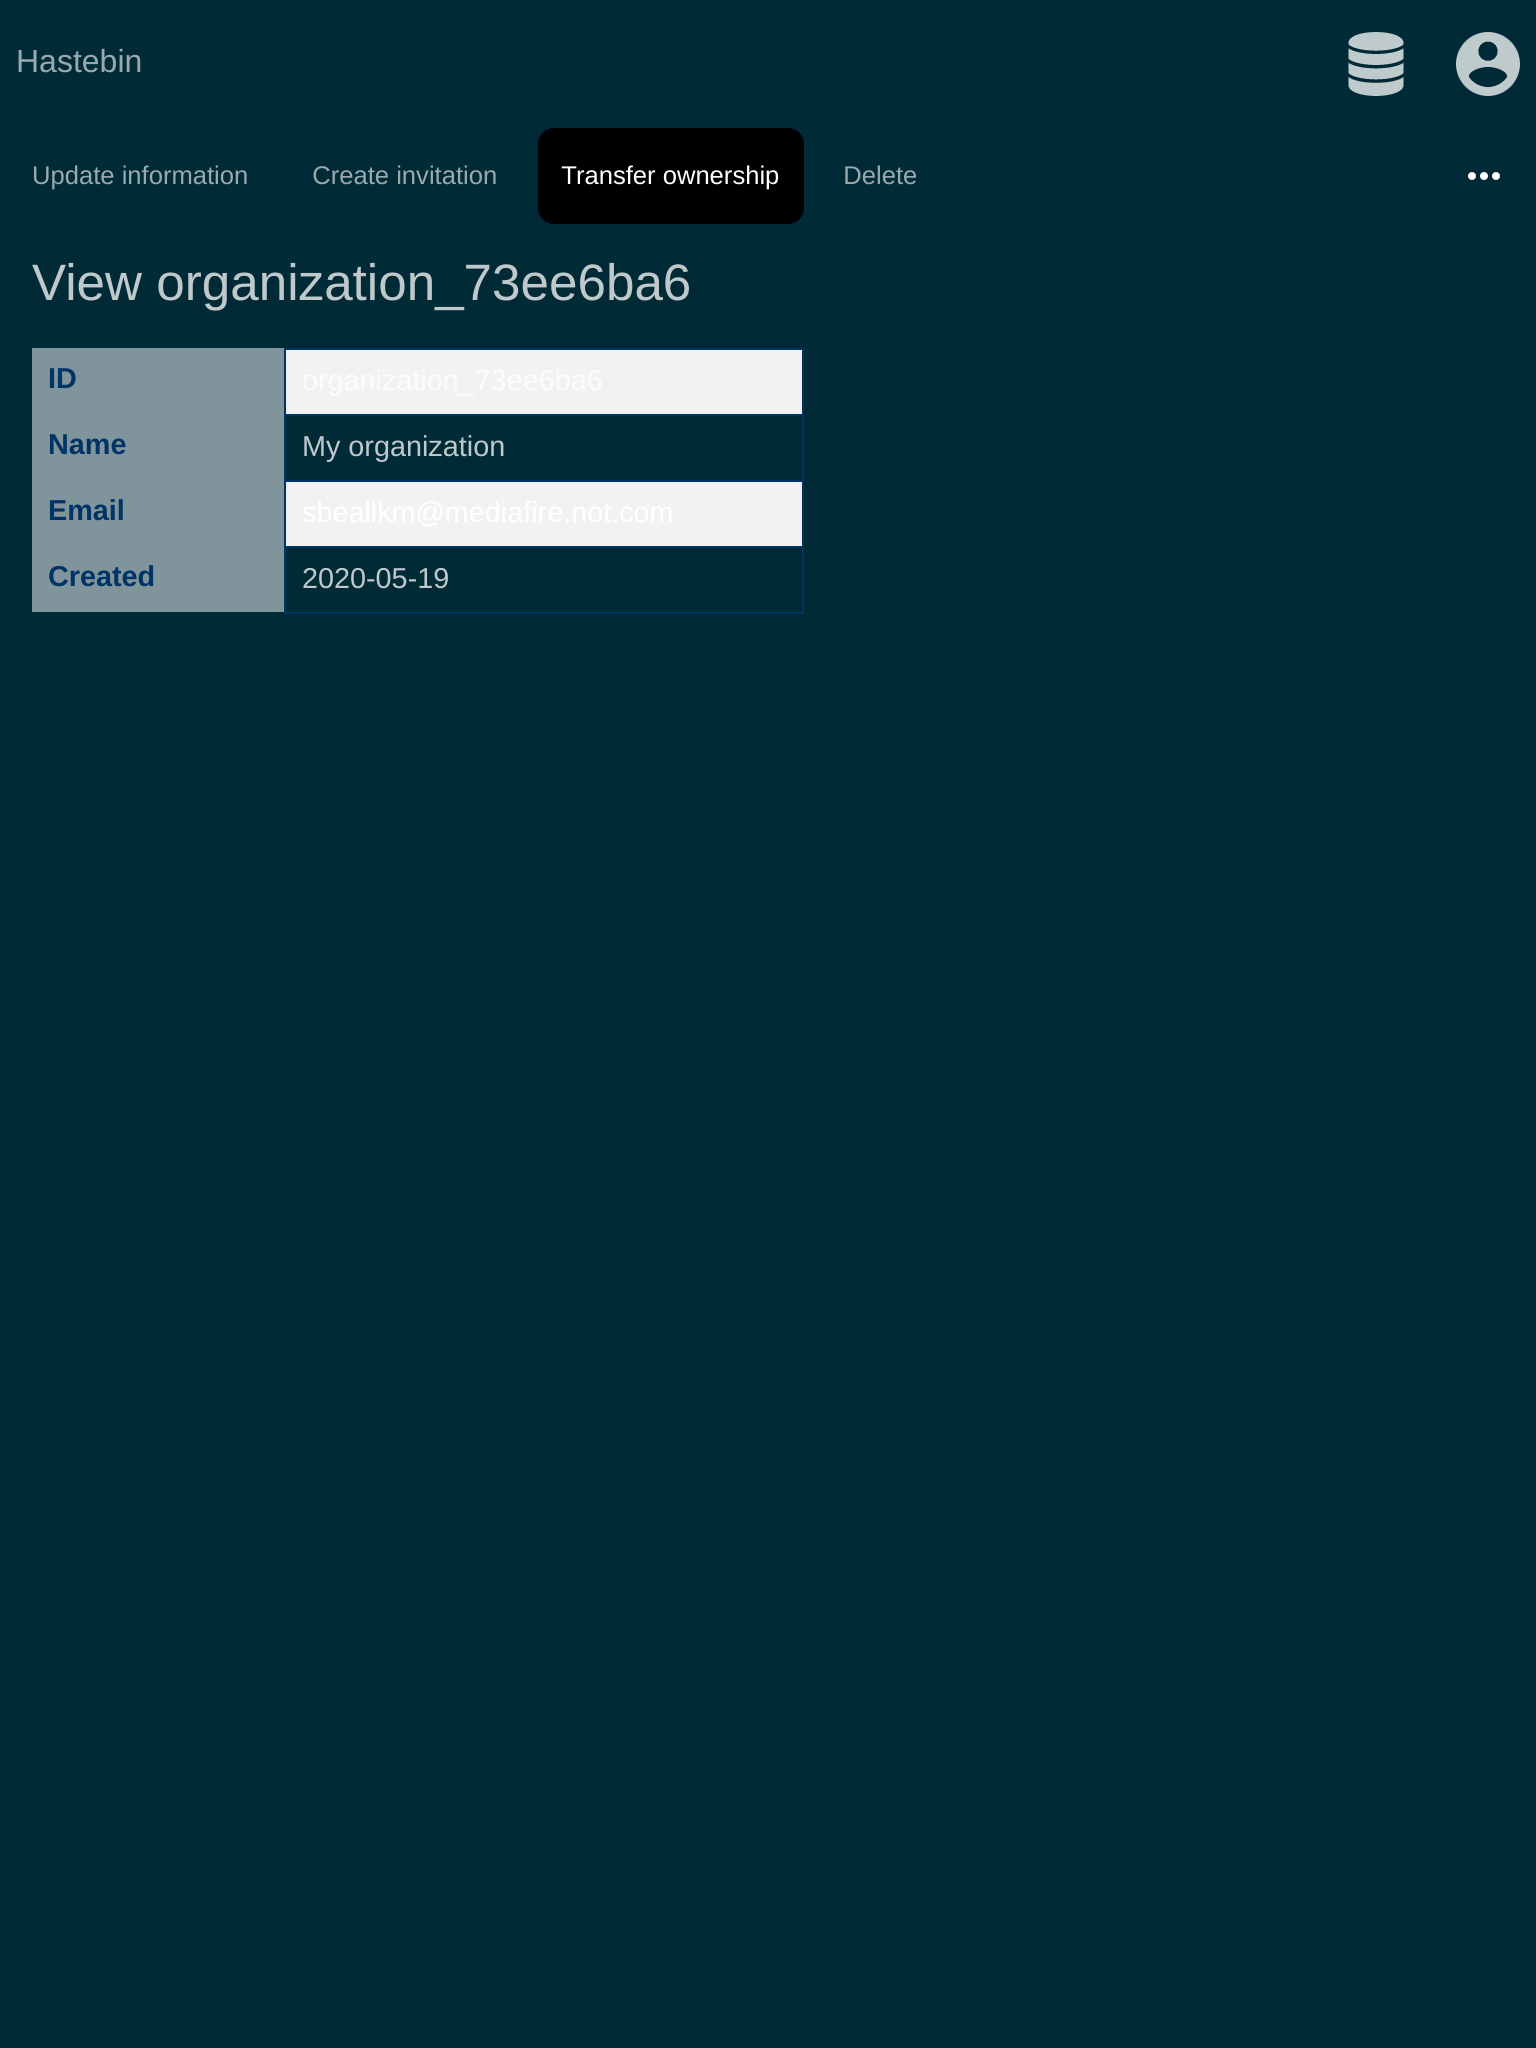 Hastebin
Update information Create invitation Transfer ownership Delete
View organization_73ee6ba6
ID organization_73ee6ba6
Name My organization
Email sbeallkm@mediafire.not.com
Created 2020-05-19